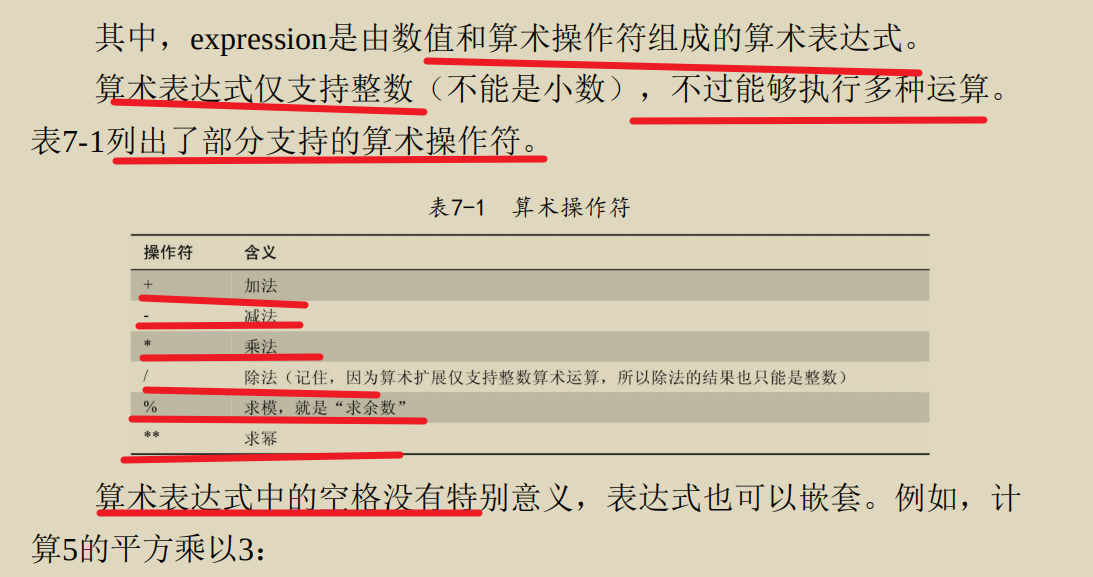 其中，expression是由数值和算术操作符组成的算术表达式。
算术表达式仅支持整数（不能是小数），不过能够执行多种运算。
表7-1列出了部分支持的算术操作符。
表7-1 算术操作符
操作符 含义
+ 加法
- 减法
* 乘法
/ 除法（记住，因为算术扩展仅支持整数算术运算，所以除法的结果也只能是整数）
% 求模，就是“求余数”
** 求幂
算术表达式中的空格没有特别意义，表达式也可以嵌套。例如，计
算5的平方乘以3：